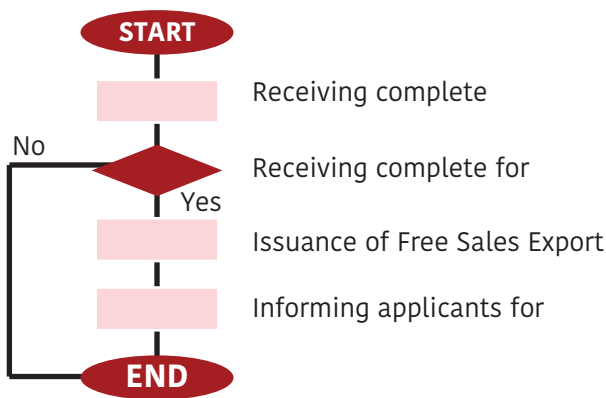 START
Receiving complete
No
Receiving complete for
Yes
Issuance of Free Sales Export
Informing applicants for
END